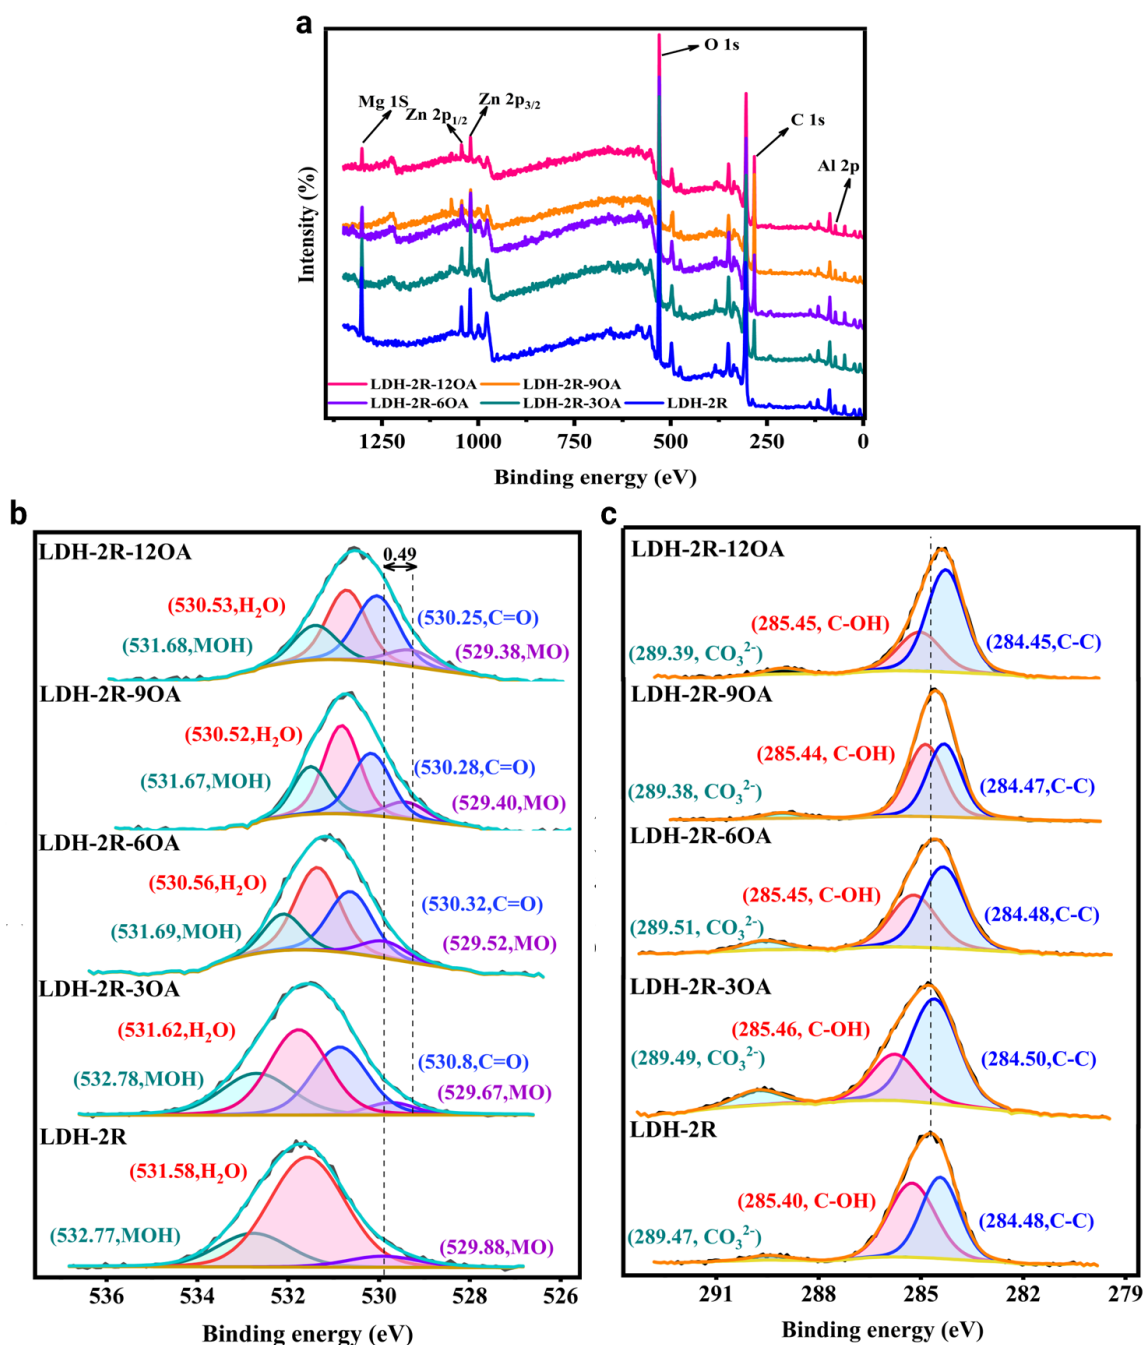 a
O 1s
Mg 1S
Zn 2p1/2
Zn 2p3/2
C 1s
Al 2p
Intensity (%)
LDH-2R-12OA LDH-2R-9OA
LDH-2R-6OA LDH-2R-3OA LDH-2R
1250 1000 750 500 250 0
Binding energy (eV)
b
LDH-2R-12OA
0.49
(530.53,H2O)
(530.25,C=O)
(531.68,MOH)
(529.38,MO)
LDH-2R-9OA
(530.52,H2O)
(530.28,C=O)
(531.67,MOH)
(529.40,MO)
LDH-2R-6OA
(530.56,H2O)
(530.32,C=O)
(531.69,MOH)
(529.52,MO)
LDH-2R-3OA
(531.62,H2O)
(530.8,C=O)
(532.78,MOH)
(529.67,MO)
LDH-2R
(531.58,H2O)
(532.77,MOH)
(529.88,MO)
536 534 532 530 528 526
Binding energy (eV)
c
LDH-2R-12OA
(285.45, C-OH)
(284.45,C-C)
(289.39, CO3²⁻)
LDH-2R-9OA
(285.44, C-OH)
(284.47,C-C)
(289.38, CO3²⁻)
LDH-2R-6OA
(285.45, C-OH)
(284.48,C-C)
(289.51, CO3²⁻)
LDH-2R-3OA
(285.46, C-OH)
(284.50,C-C)
(289.49, CO3²⁻)
LDH-2R
(285.40, C-OH)
(284.48,C-C)
(289.47, CO3²⁻)
291 288 285 282 279
Binding energy (eV)